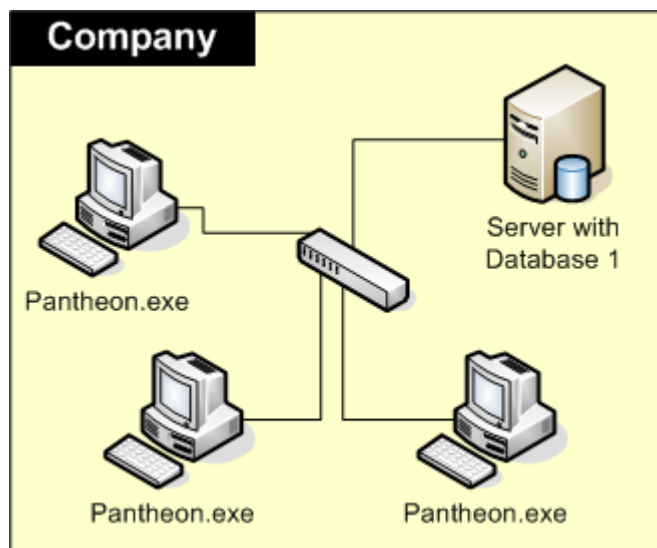 Company
Server with
Database 1
Pantheon.exe
Pantheon.exe
Pantheon.exe